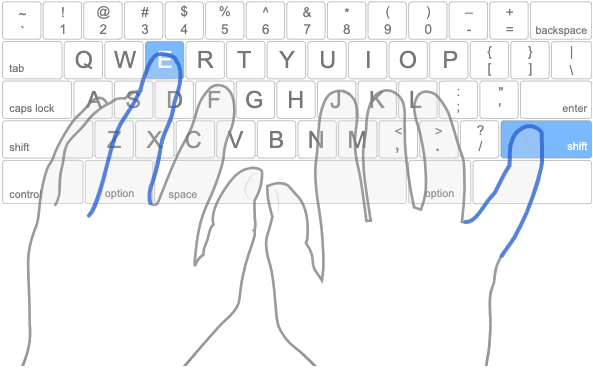 ~ ! @ # $ % ^ & * ( ) – +
` 1 2 3 4 5 6 7 8 9 0 - = backspace
tab Q W E R T Y U I O P { [ } ] | \
caps lock A S D F G H J K L : ; " ' enter
shift Z X C V B N M < , > . ? / shift
control option space option